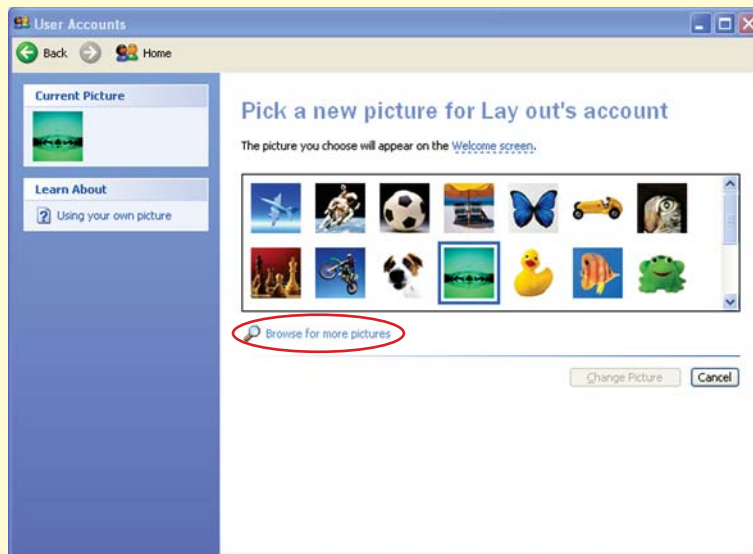 User Accounts
Back Home
Current Picture
Learn About
Using your own picture
Pick a new picture for Lay out's account
The picture you choose will appear on the Welcome screen.
Browse for more pictures
Change Picture Cancel